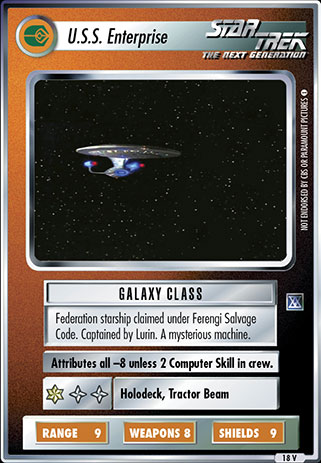 U.S.S. Enterprise
STAR TREK
THE NEXT GENERATION
NOT ENDORSED BY CBS OR PARAMOUNT PICTURES
GALAXY CLASS
Federation starship claimed under Ferengi Salvage
Code. Captained by Lurin. A mysterious machine.
Attributes all –8 unless 2 Computer Skill in crew.
Holodeck, Tractor Beam
RANGE 9 WEAPONS 8 SHIELDS 9
18 V